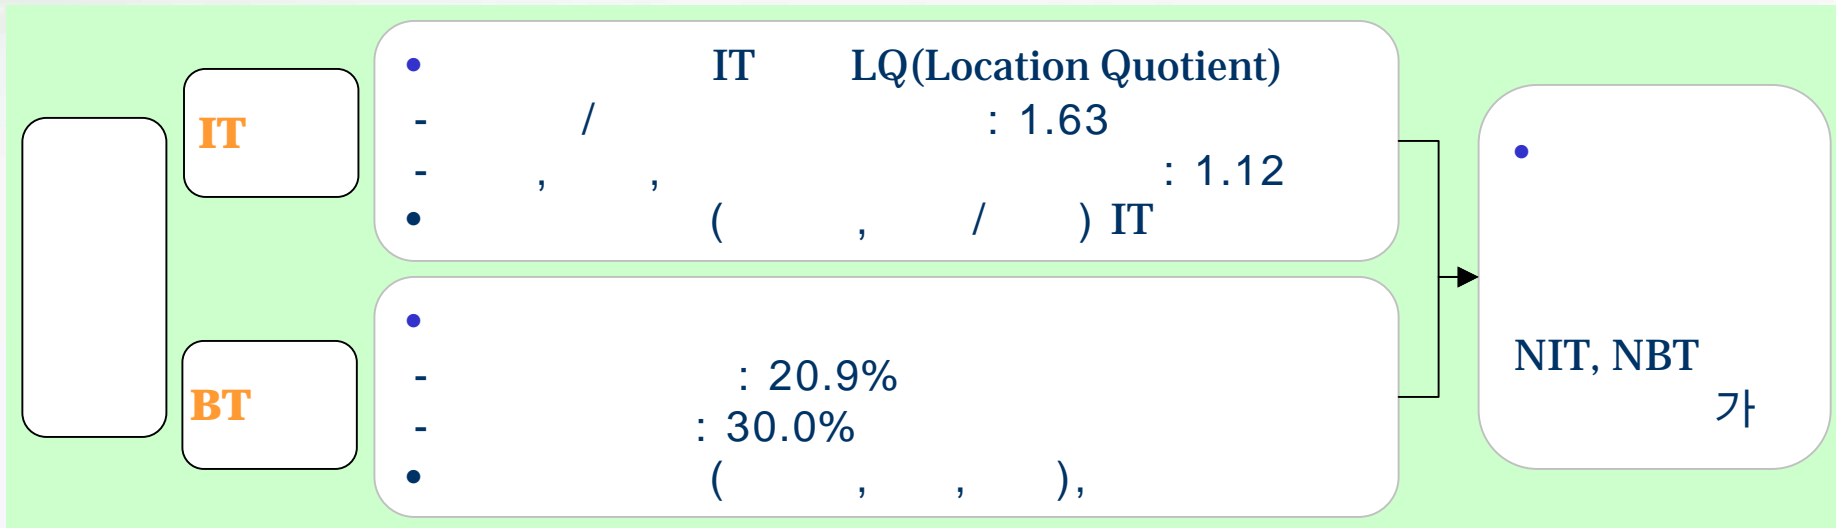 IT
• IT LQ(Location Quotient)
- / : 1.63
- , , : 1.12
• ( , / ) IT
BT
•
- : 20.9%
- : 30.0%
• ( , , ),
•
NIT, NBT
가